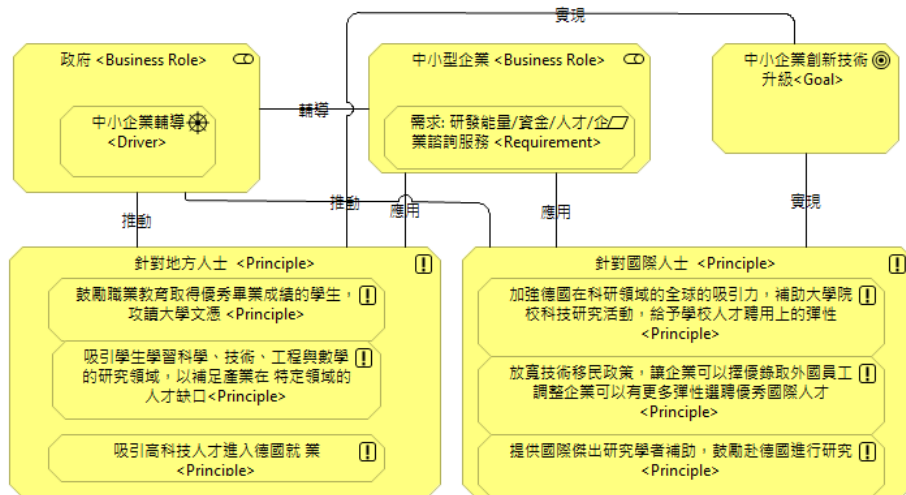 實現
政府 <Business Role>
中小企業輔導
<Driver>
輔導
中小型企業 <Business Role>
需求: 研發能量/資金/人才/企
業諮詢服務 <Requirement>
中小企業創新技術
升級<Goal>
推動
推動
應用
應用
實現
針對地方人士 <Principle>
鼓勵職業教育取得優秀畢業成績的學生，
攻讀大學文憑 <Principle>
吸引學生學習科學、技術、工程與數學
的研究領域，以補足產業在 特定領域的
人才缺口<Principle>
吸引高科技人才進入德國就 業
<Principle>
針對國際人士 <Principle>
加強德國在科研領域的全球的吸引力，補助大學院
校科技研究活動，給予學校人才聘用上的彈性
<Principle>
放寬技術移民政策，讓企業可以擇優錄取外國員工
調整企業可以有更多彈性選聘優秀國際人才
<Principle>
提供國際傑出研究學者補助，鼓勵赴德國進行研究
<Principle>